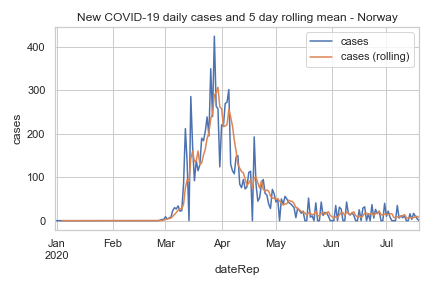 New COVID-19 daily cases and 5 day rolling mean - Norway
cases
cases (rolling)
400
300
200
100
0
cases
Jan Feb Mar Apr May Jun Jul
2020
dateRep